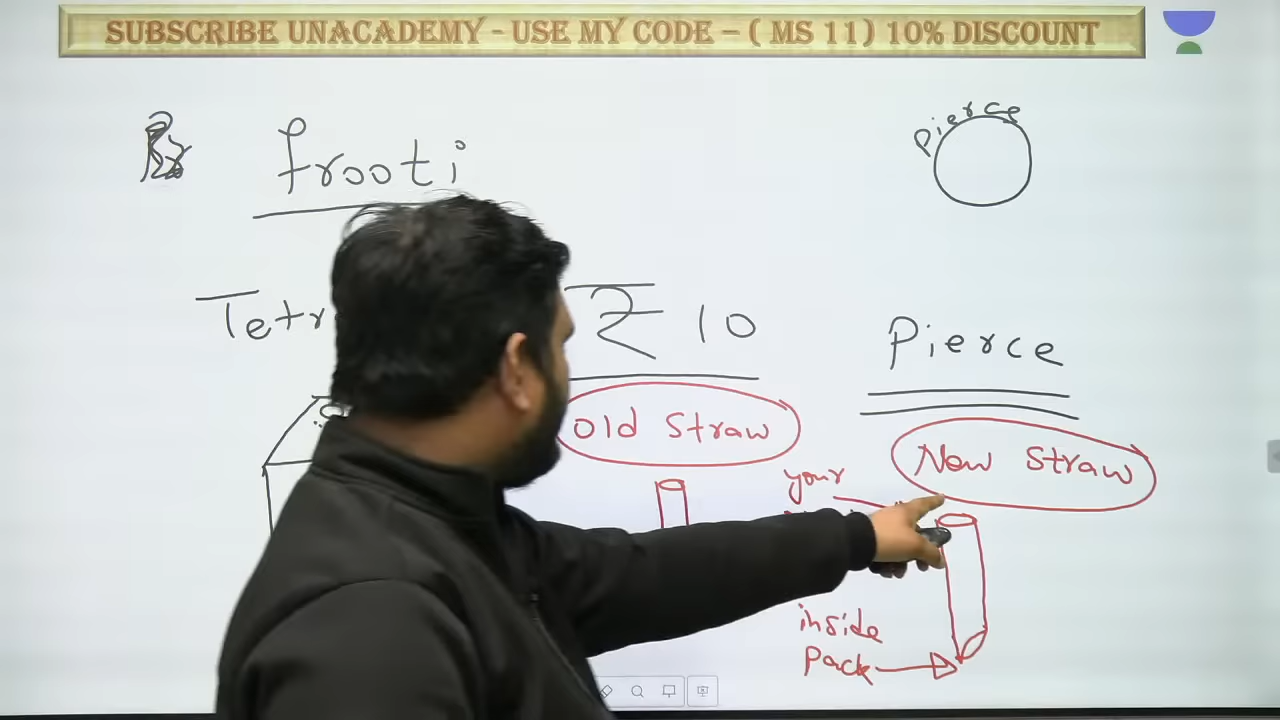 SUBSCRIBE UNACADEMY - USE MY CODE – ( MS 11 ) 10% DISCOUNT
Pierce
frooti
₹ 10
Pierce
Old Straw
New Straw
your
inside
Pack